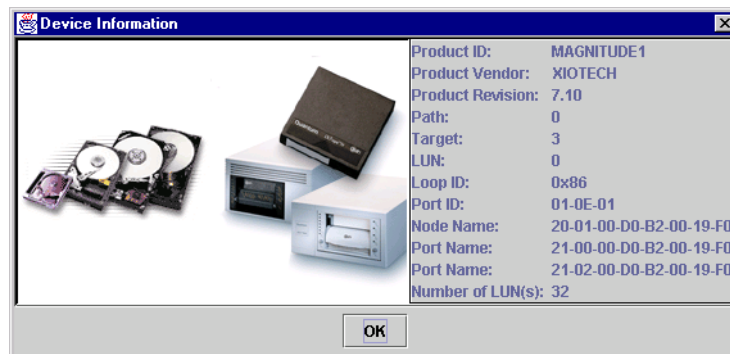 Device Information
Product ID: MAGNITUDE1
Product Vendor: XIOTECH
Product Revision: 7.10
Path: 0
Target: 3
LUN: 0
Loop ID: 0x86
Port ID: 01-0E-01
Node Name: 20-01-00-D0-B2-00-19-F0
Port Name: 21-00-00-D0-B2-00-19-F0
Port Name: 21-02-00-D0-B2-00-19-F0
Number of LUN(s): 32
Quantum
OK